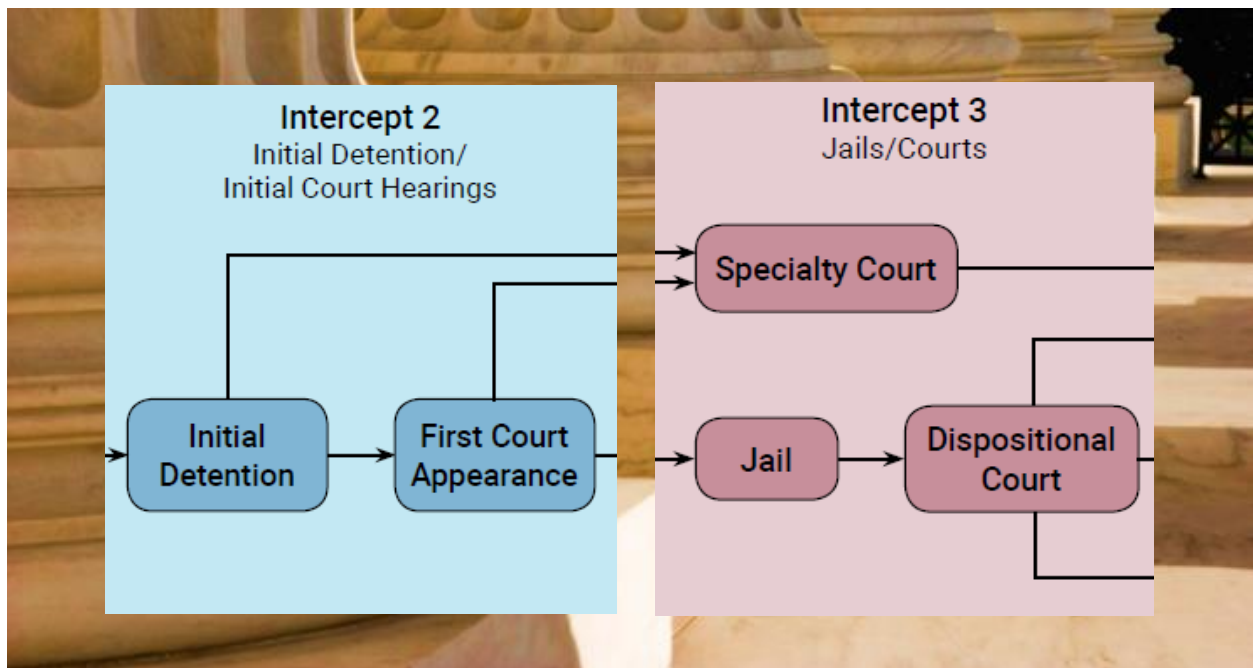 Intercept 2
Initial Detention/
Initial Court Hearings
Initial
Detention
First Court
Appearance
Intercept 3
Jails/Courts
Specialty Court
Jail
Dispositional
Court